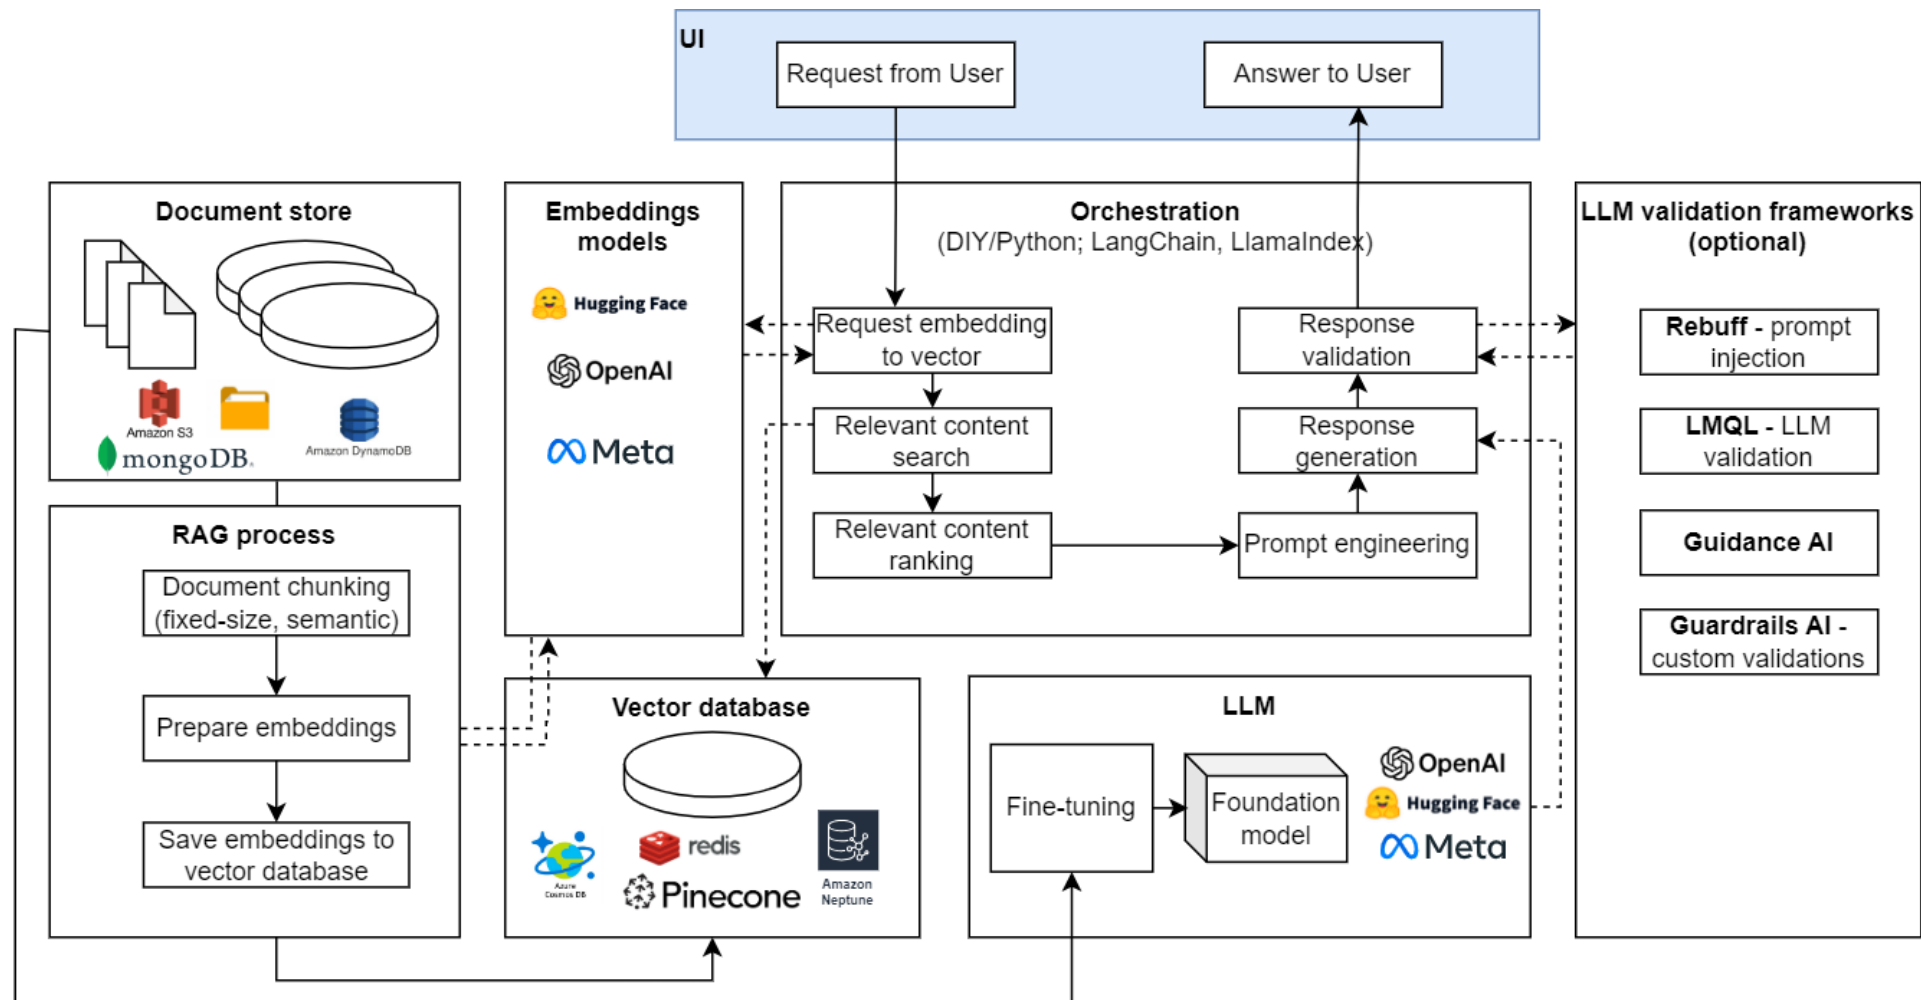 UI
Request from User
Answer to User
Document store
Amazon S3
mongoDB.
Amazon DynamoDB
RAG process
Document chunking
(fixed-size, semantic)
Prepare embeddings
Save embeddings to
vector database
Embeddings
models
Hugging Face
OpenAI
Meta
Orchestration
(DIY/Python; LangChain, LlamaIndex)
Request embedding
to vector
Relevant content
search
Relevant content
ranking
Prompt engineering
Response
generation
Response
validation
Vector database
Azure
Cosmos DB
redis
Pinecone
Amazon
Neptune
LLM
Fine-tuning
Foundation
model
OpenAI
Hugging Face
Meta
LLM validation frameworks
(optional)
Rebuff - prompt
injection
LMQL - LLM
validation
Guidance AI
Guardrails AI -
custom validations